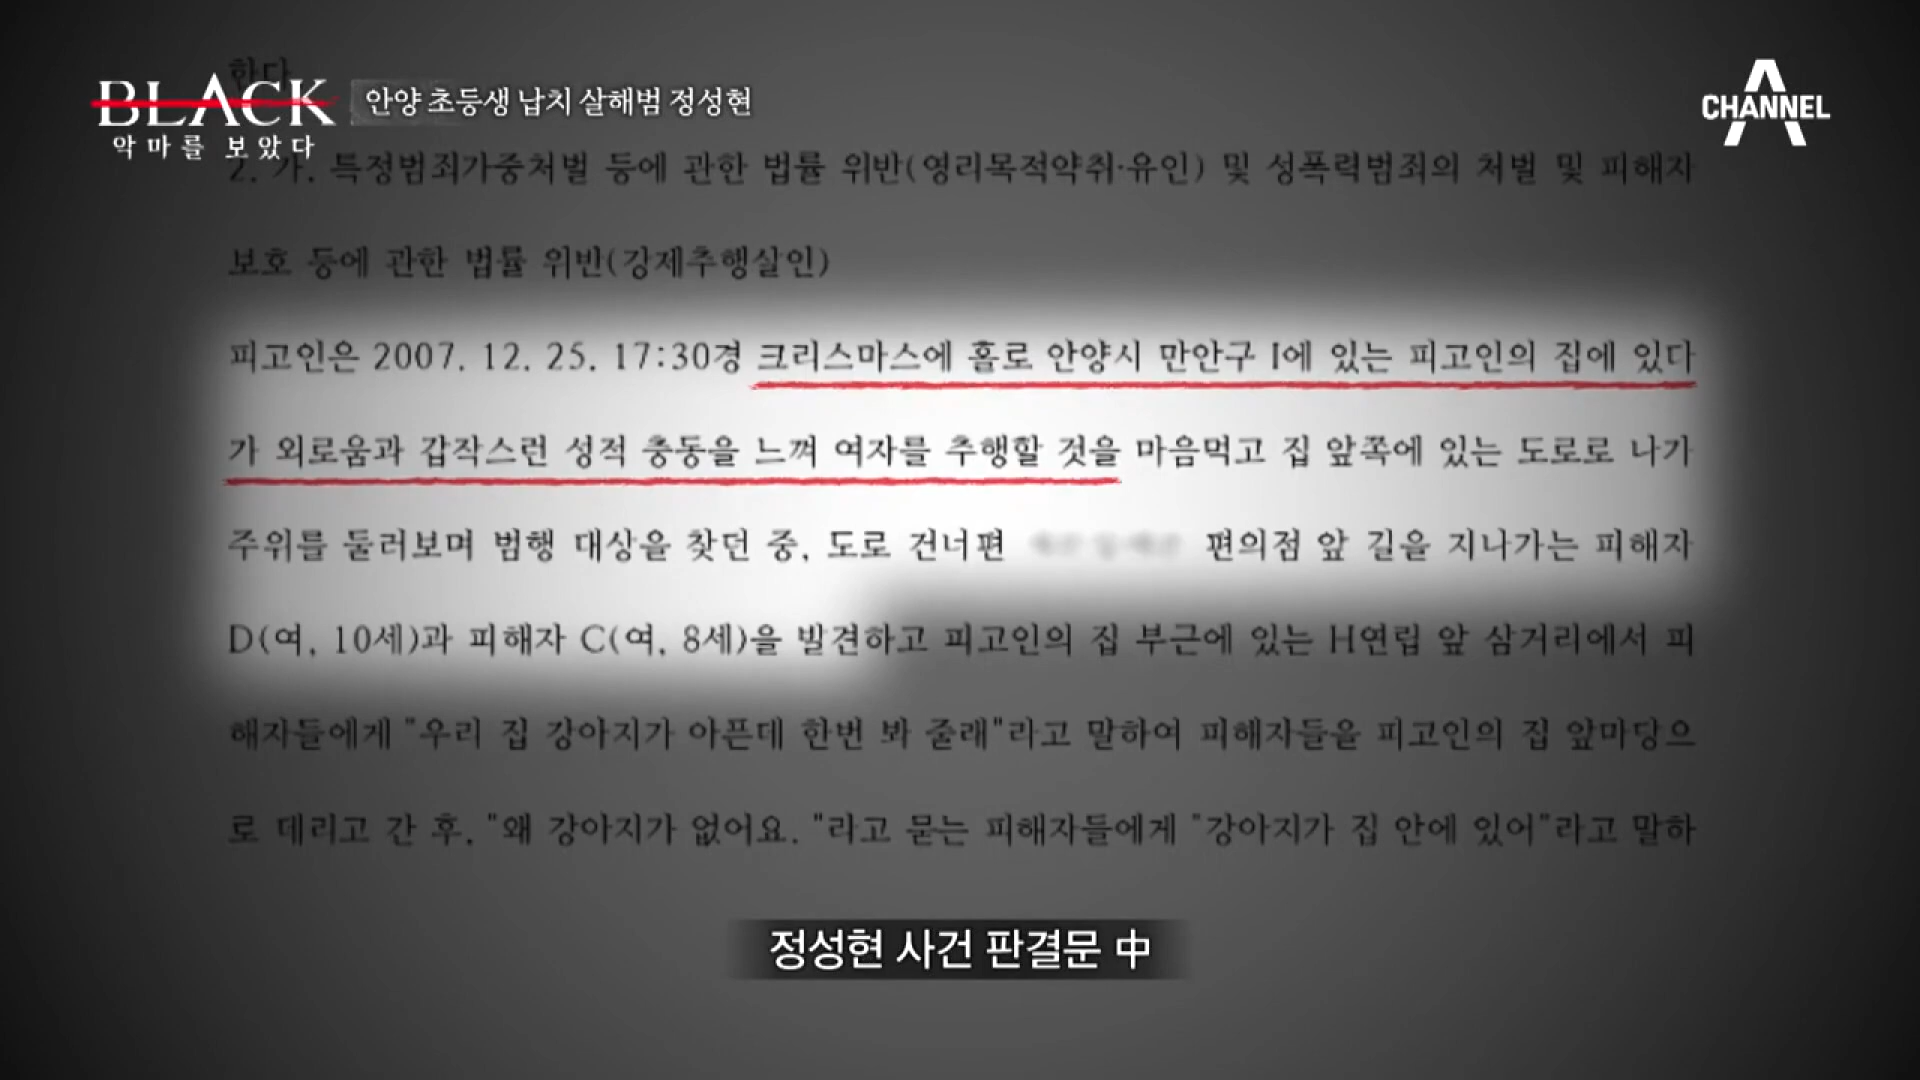 한다
BLACK
악마를 보았다
안양 초등생 납치 살해범 정성현
CHANNEL A
2. 가. 특정범죄가중처벌 등에 관한 법률 위반(영리목적약취·유인) 및 성폭력범죄의 처벌 및 피해자
보호 등에 관한 법률 위반(강제추행살인)
피고인은 2007. 12. 25. 17:30경 크리스마스에 홀로 안양시 만안구 I에 있는 피고인의 집에 있다
가 외로움과 갑작스런 성적 충동을 느껴 여자를 추행할 것을 마음먹고 집 앞쪽에 있는 도로로 나가
주위를 둘러보며 범행 대상을 찾던 중, 도로 건너편 편의점 앞 길을 지나가는 피해자
D(여, 10세)과 피해자 C(여, 8세)을 발견하고 피고인의 집 부근에 있는 H연립 앞 삼거리에서 피
해자들에게 "우리 집 강아지가 아픈데 한번 봐 줄래"라고 말하여 피해자들을 피고인의 집 앞마당으
로 데리고 간 후, "왜 강아지가 없어요. "라고 묻는 피해자들에게 "강아지가 집 안에 있어"라고 말하
정성현 사건 판결문 中